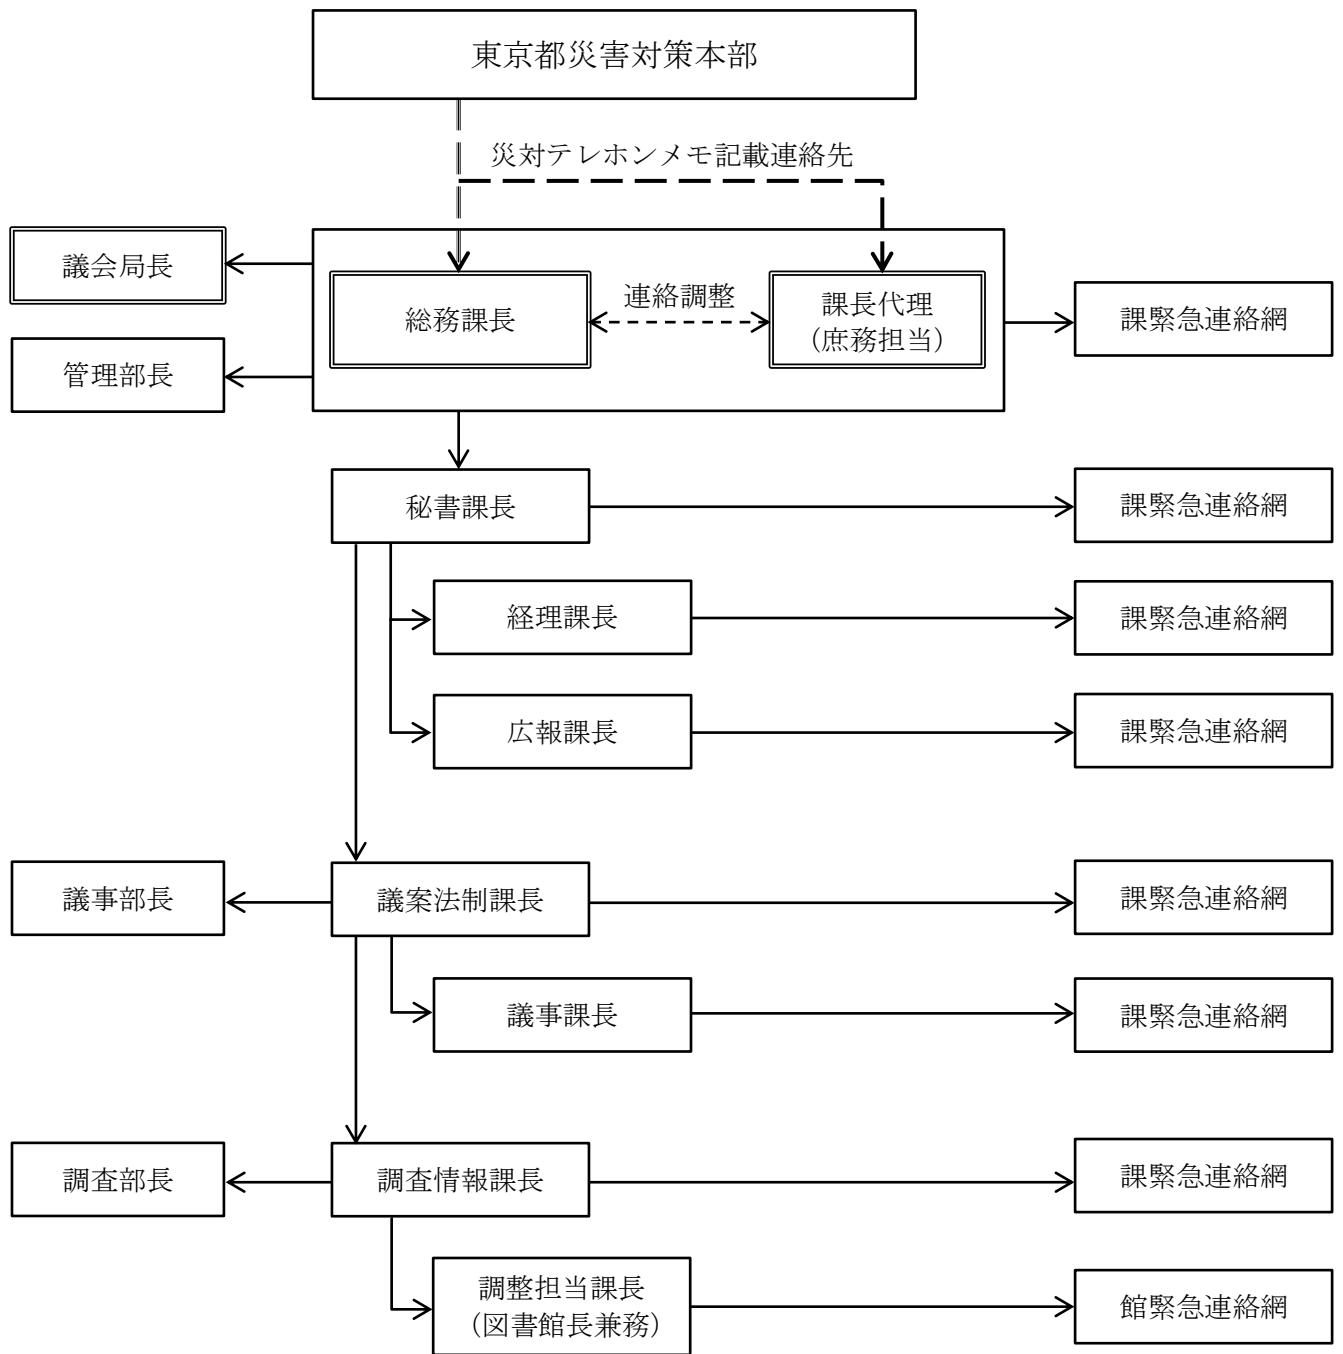 東京都災害対策本部
災対テレホンメモ記載連絡先
議会局長
総務課長
連絡調整
課長代理
（庶務担当）
課緊急連絡網
管理部長
秘書課長
課緊急連絡網
経理課長
課緊急連絡網
広報課長
課緊急連絡網
議事部長
議案法制課長
課緊急連絡網
議事課長
課緊急連絡網
調査部長
調査情報課長
課緊急連絡網
調整担当課長
（図書館長兼務）
館緊急連絡網